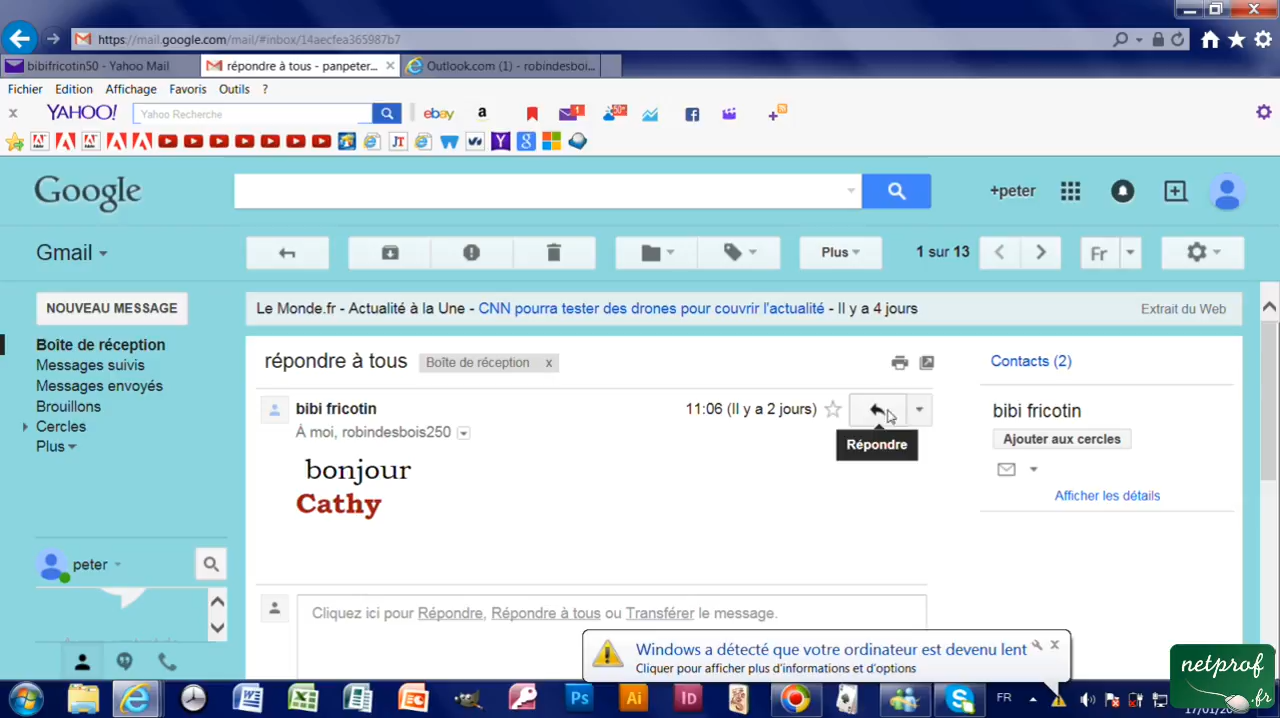 https://mail.google.com/mail/#inbox/14aecfea365987b7
bibifricotin50 - Yahoo Mail
répondre à tous - panpeter...
Outlook.com (1) - robindesboi...
Fichier Edition Affichage Favoris Outils ?
x YAHOO! Yahoo Recherche ebay a 1 50°
Google
+peter
Gmail
Plus
1 sur 13
Fr
NOUVEAU MESSAGE
Le Monde.fr - Actualité à la Une - CNN pourra tester des drones pour couvrir l'actualité - Il y a 4 jours
Extrait du Web
Boîte de réception
Messages suivis
Messages envoyés
Brouillons
Cercles
Plus
répondre à tous
Boîte de réception x
Contacts (2)
bibi fricotin
11:06 (Il y a 2 jours)
À moi, robindesbois250
Répondre
bonjour
Cathy
bibi fricotin
Ajouter aux cercles
Afficher les détails
peter
Cliquez ici pour Répondre, Répondre à tous ou Transférer le message.
Windows a détecté que votre ordinateur est devenu lent
Cliquer pour afficher plus d'informations et d'options
netprof
.fr
Ps Ai Id
FR